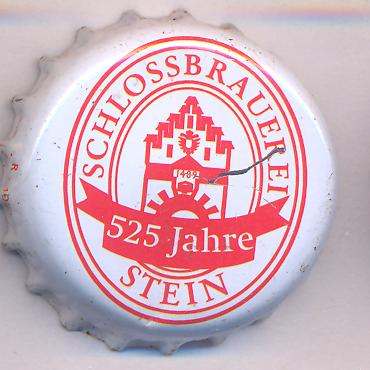 SCHLOSSBRAUEREI
1489
525 Jahre
STEIN